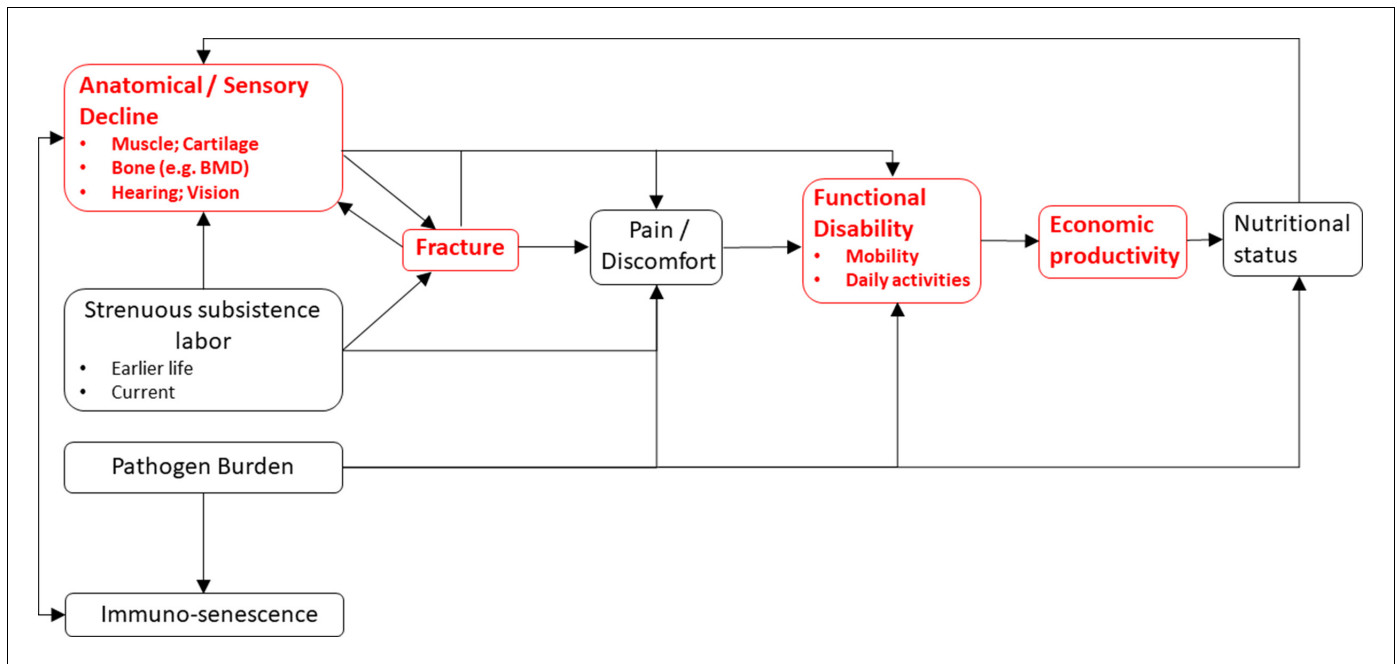 Anatomical / Sensory
Decline
• Muscle; Cartilage
• Bone (e.g. BMD)
• Hearing; Vision
Fracture
Pain /
Discomfort
Functional
Disability
• Mobility
• Daily activities
Economic
productivity
Nutritional
status
Strenuous subsistence
labor
• Earlier life
• Current
Pathogen Burden
Immuno-senescence